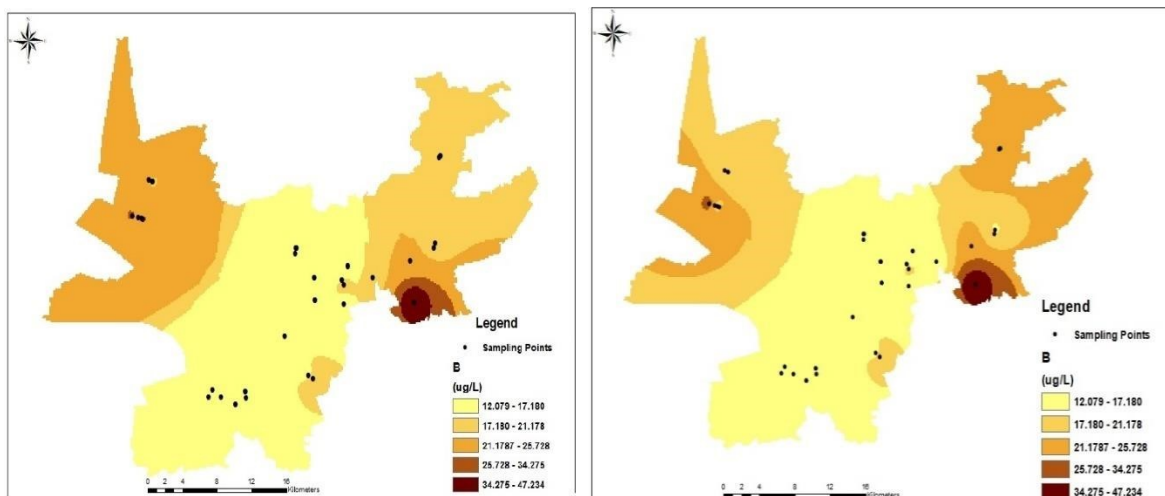 N
Legend
Sampling Points
B
(ug/L)
12.079 - 17.180
17.180 - 21.178
21.1787 - 25.728
25.728 - 34.275
34.275 - 47.234
0 2 4 8 12 16
Kilometers
N
Legend
Sampling Points
B
(ug/L)
12.079 - 17.180
17.180 - 21.178
21.1787 - 25.728
25.728 - 34.275
34.275 - 47.234
0 2 4 8 12 16
Kilometers